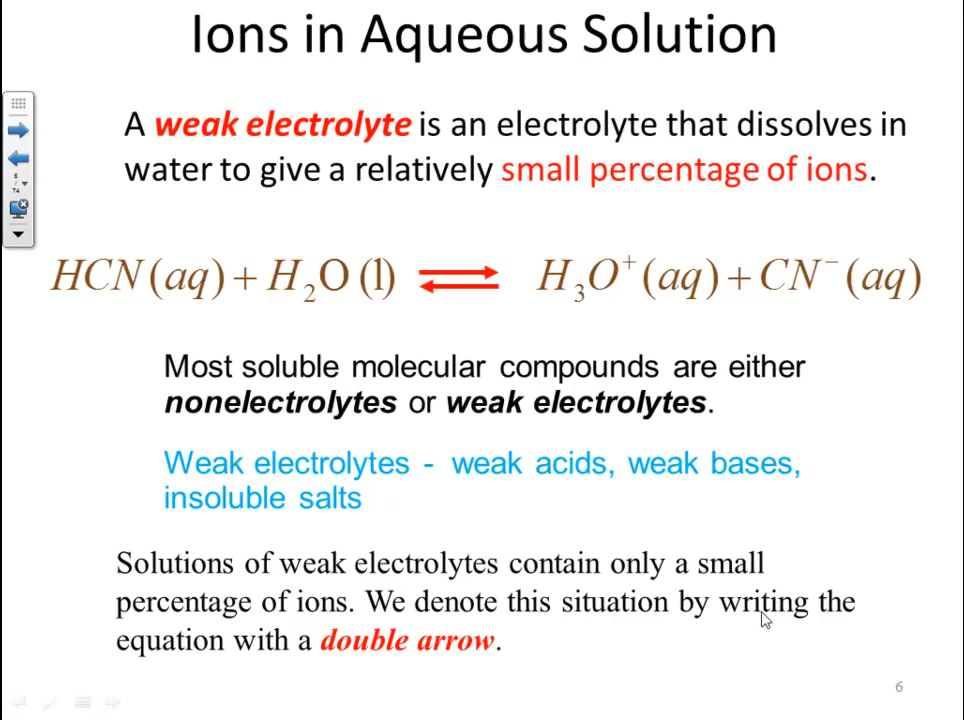 Ions in Aqueous Solution
A weak electrolyte is an electrolyte that dissolves in
water to give a relatively small percentage of ions.
HCN(aq) + H₂O (l) ⇌ H₃O⁺(aq) + CN⁻(aq)
Most soluble molecular compounds are either
nonelectrolytes or weak electrolytes.
Weak electrolytes - weak acids, weak bases,
insoluble salts
Solutions of weak electrolytes contain only a small
percentage of ions. We denote this situation by writing the
equation with a double arrow.
6